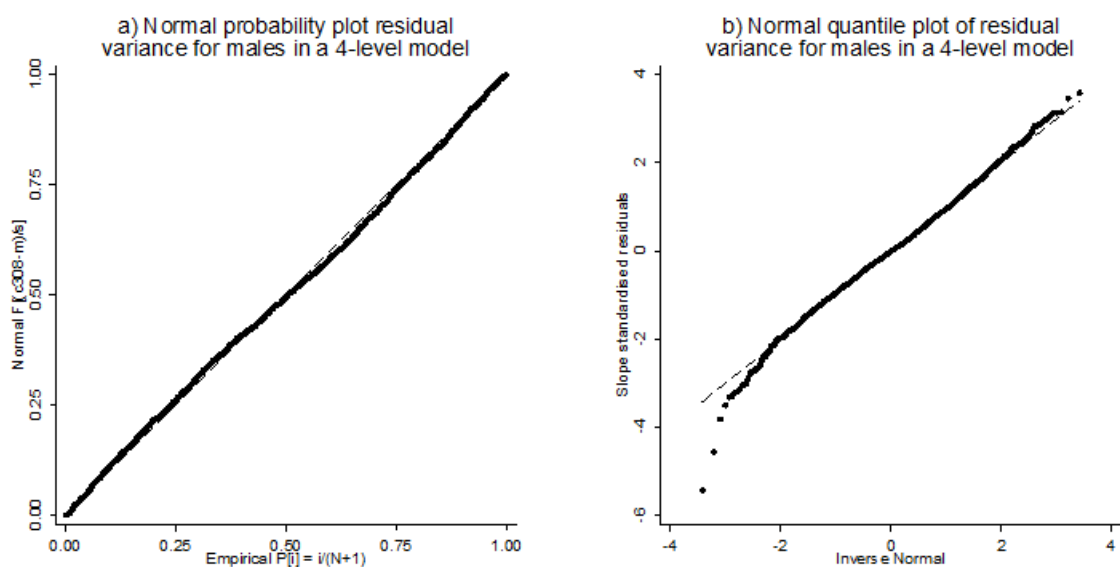 a) Normal probability plot residual
variance for males in a 4-level model
1.00
0.75
0.50
0.25
0.00
Normal F[(c308-m)/s]
0.00 0.25 0.50 0.75 1.00
Empirical P[i] = i/(N+1)
b) Normal quantile plot of residual
variance for males in a 4-level model
4
2
0
-2
-4
-6
Slope standardised residuals
-4 -2 0 2 4
Inverse Normal